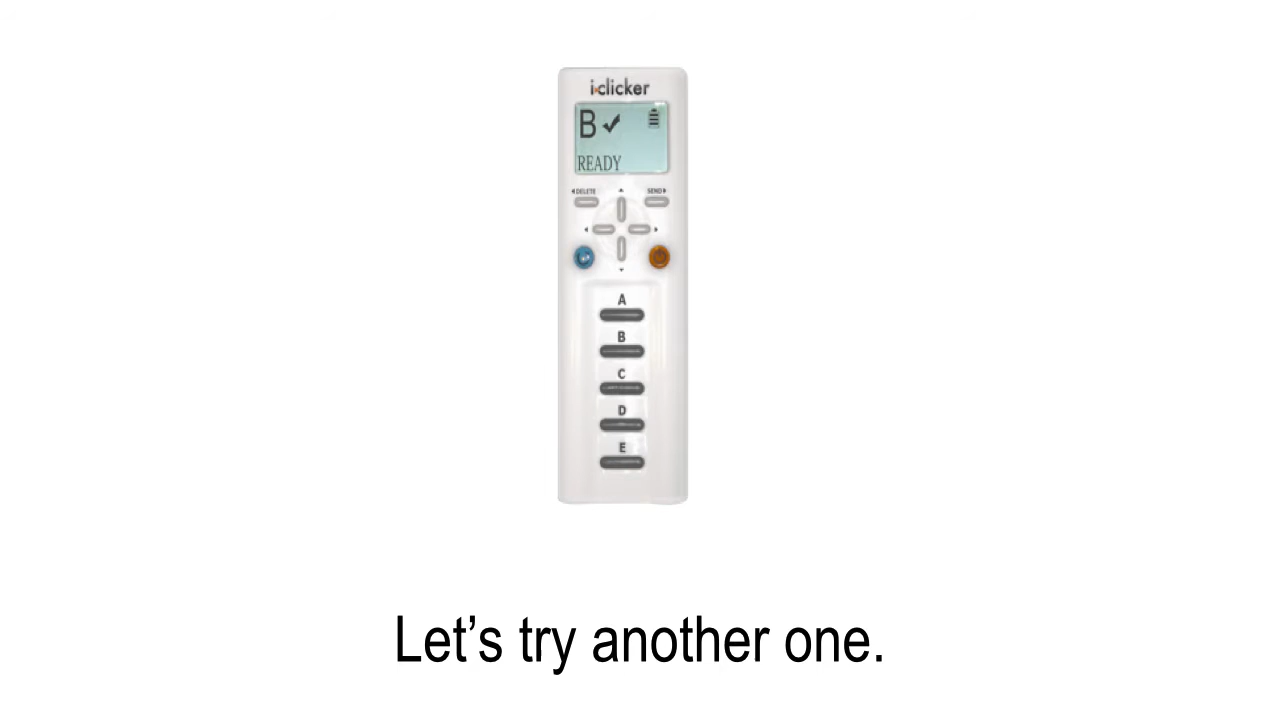 i>clicker
B✓
READY
◀DELETE SEND▶
A
B
C
D
E
Let’s try another one.